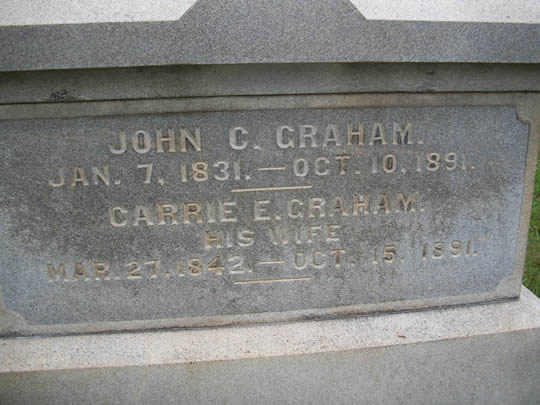 JOHN C. GRAHAM.
JAN. 7, 1831. — OCT. 10, 1891.
CARRIE E. GRAHAM.
HIS WIFE
MAR. 27. 1842. — OCT. 15. 1891.